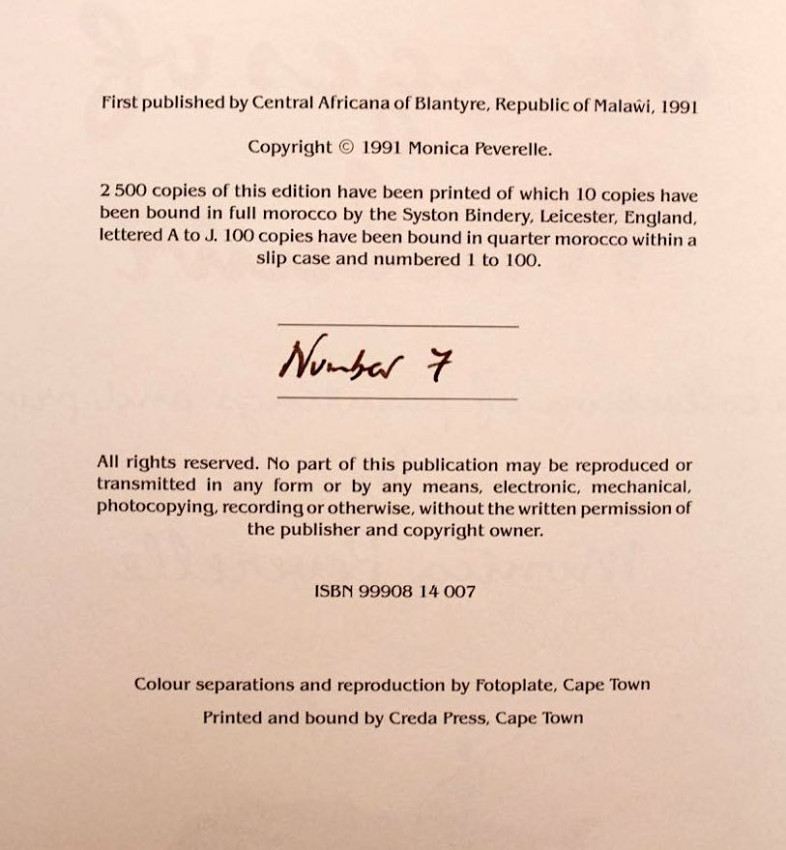 First published by Central Africana of Blantyre, Republic of Malaŵi, 1991
Copyright © 1991 Monica Peverelle.
2 500 copies of this edition have been printed of which 10 copies have
been bound in full morocco by the Syston Bindery, Leicester, England,
lettered A to J. 100 copies have been bound in quarter morocco within a
slip case and numbered 1 to 100.
Number 7
All rights reserved. No part of this publication may be reproduced or
transmitted in any form or by any means, electronic, mechanical,
photocopying, recording or otherwise, without the written permission of
the publisher and copyright owner.
ISBN 99908 14 007
Colour separations and reproduction by Fotoplate, Cape Town
Printed and bound by Creda Press, Cape Town